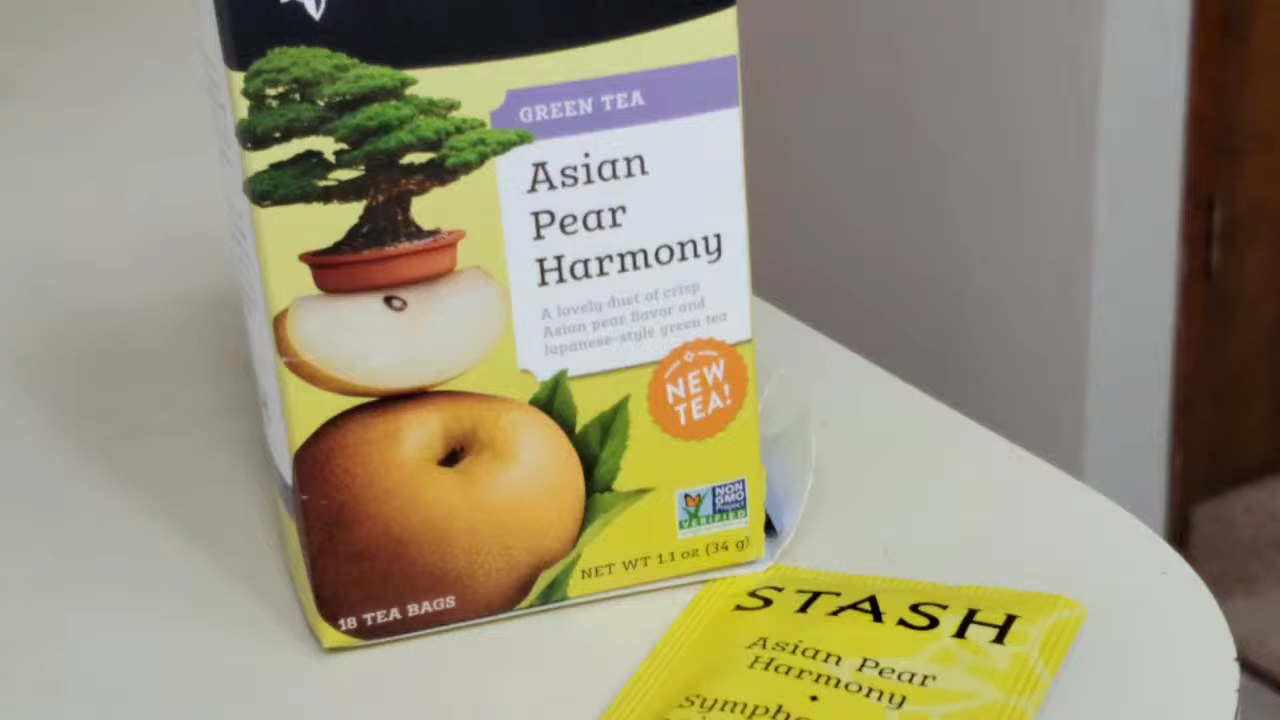 GREEN TEA
Asian
Pear
Harmony
A lovely duet of crisp
Asian pear flavor and
Japanese-style green tea
NEW
TEA!
NON
GMO
Project
VERIFIED
NET WT 1.1 oz (34 g)
18 TEA BAGS
STASH
Asian Pear
Harmony